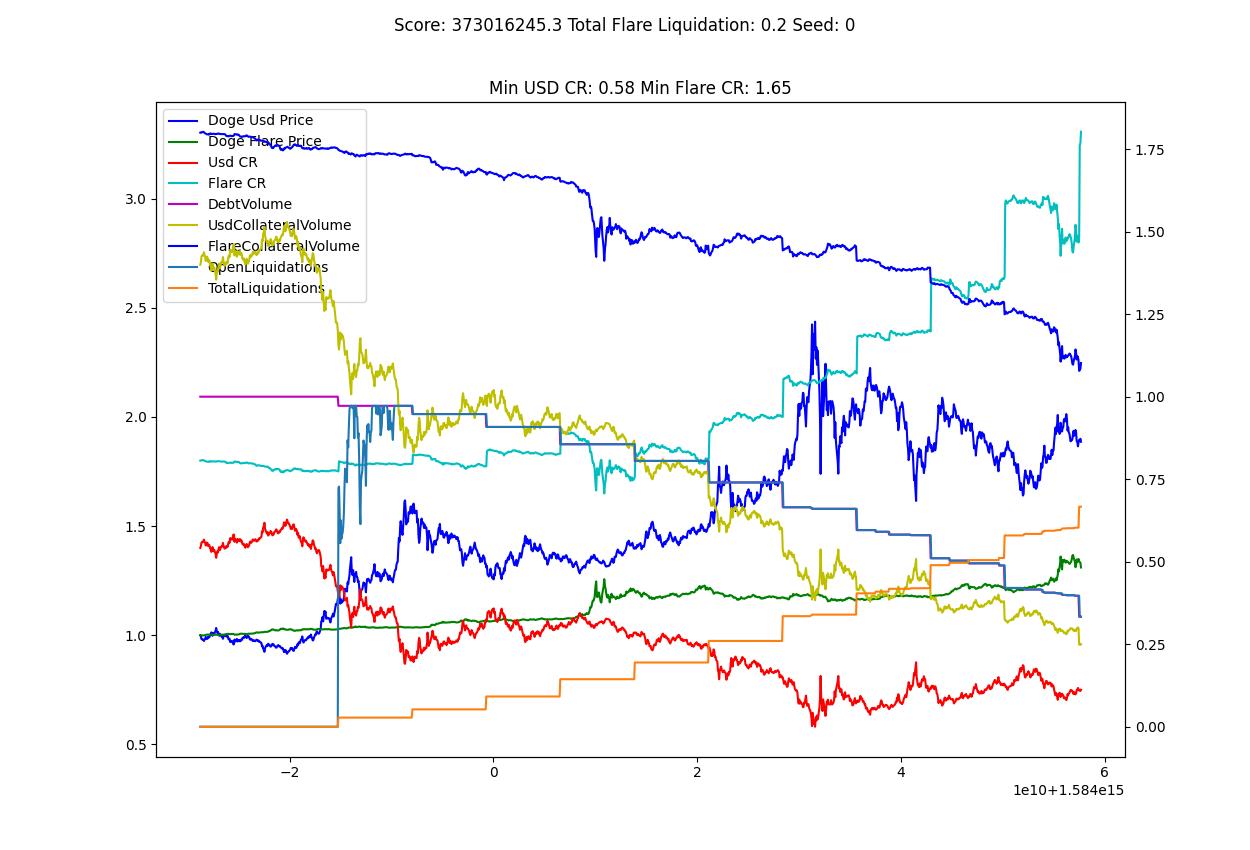 Score: 373016245.3 Total Flare Liquidation: 0.2 Seed: 0
Min USD CR: 0.58 Min Flare CR: 1.65
Doge Usd Price
Doge Flare Price
Usd CR
Flare CR
DebtVolume
UsdCollateralVolume
FlareCollateralVolume
OpenLiquidations
TotalLiquidations
3.0
2.5
2.0
1.5
1.0
0.5
1.75
1.50
1.25
1.00
0.75
0.50
0.25
0.00
−2 0 2 4 6
1e10+1.584e15